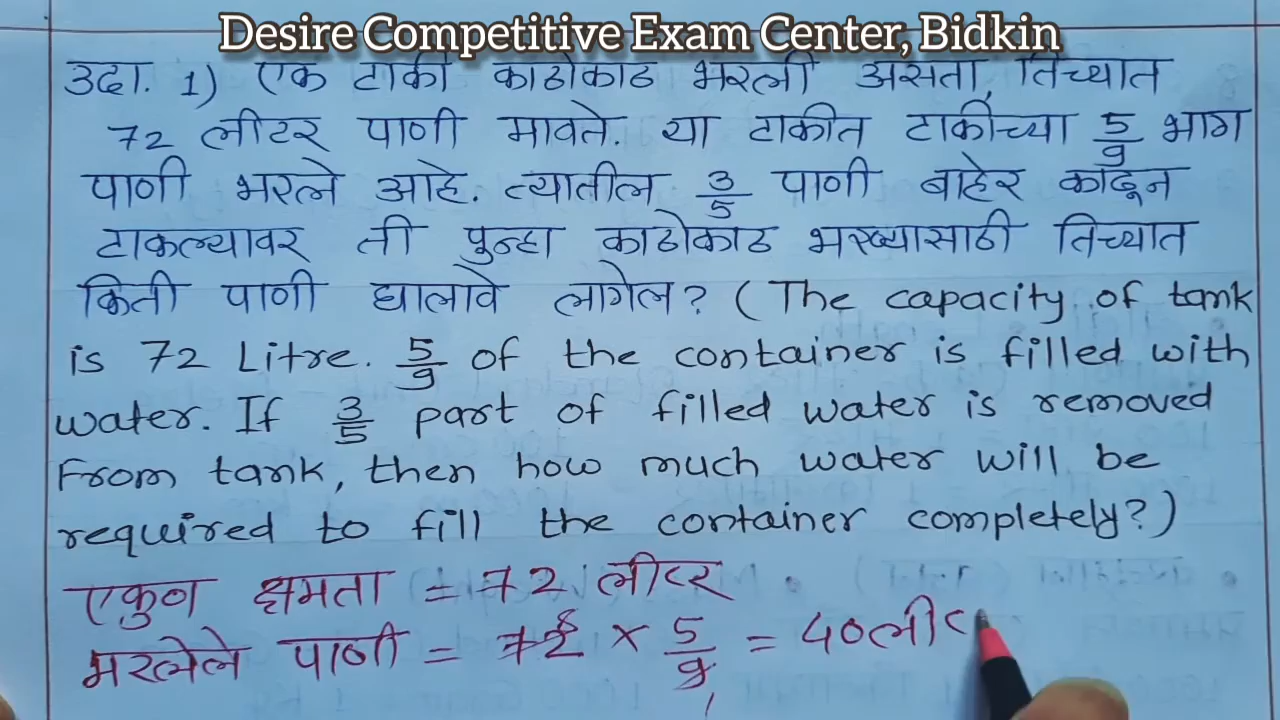 Desire Competitive Exam Center, Bidkin
उदा. 1) एक टाकी काठोकाठ भरली असता, तिच्यात
72 लीटर पाणी मावते. या टाकीत टाकीच्या 5/9 भाग
पाणी भरले आहे. त्यातील 3/5 पाणी बाहेर काढून
टाकल्यावर ती पुन्हा काठोकाठ भरण्यासाठी तिच्यात
किती पाणी घालावे लागेल? (The capacity of tank
is 72 Litre. 5/9 of the container is filled with
water. If 3/5 part of filled water is removed
From tank, then how much water will be
required to fill the container completely?)
एकुण क्षमता = 72 लीटर
भरलेले पाणी = 72 8 × 5/9 1 = 40ली